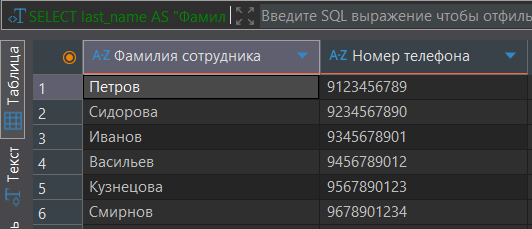 SELECT last_name AS "Фамил
Введите SQL выражение чтобы отфиль
Таблица
Текст
A-Z Фамилия сотрудника
A-Z Номер телефона
1 Петров 9123456789
2 Сидорова 9234567890
3 Иванов 9345678901
4 Васильев 9456789012
5 Кузнецова 9567890123
6 Смирнов 9678901234